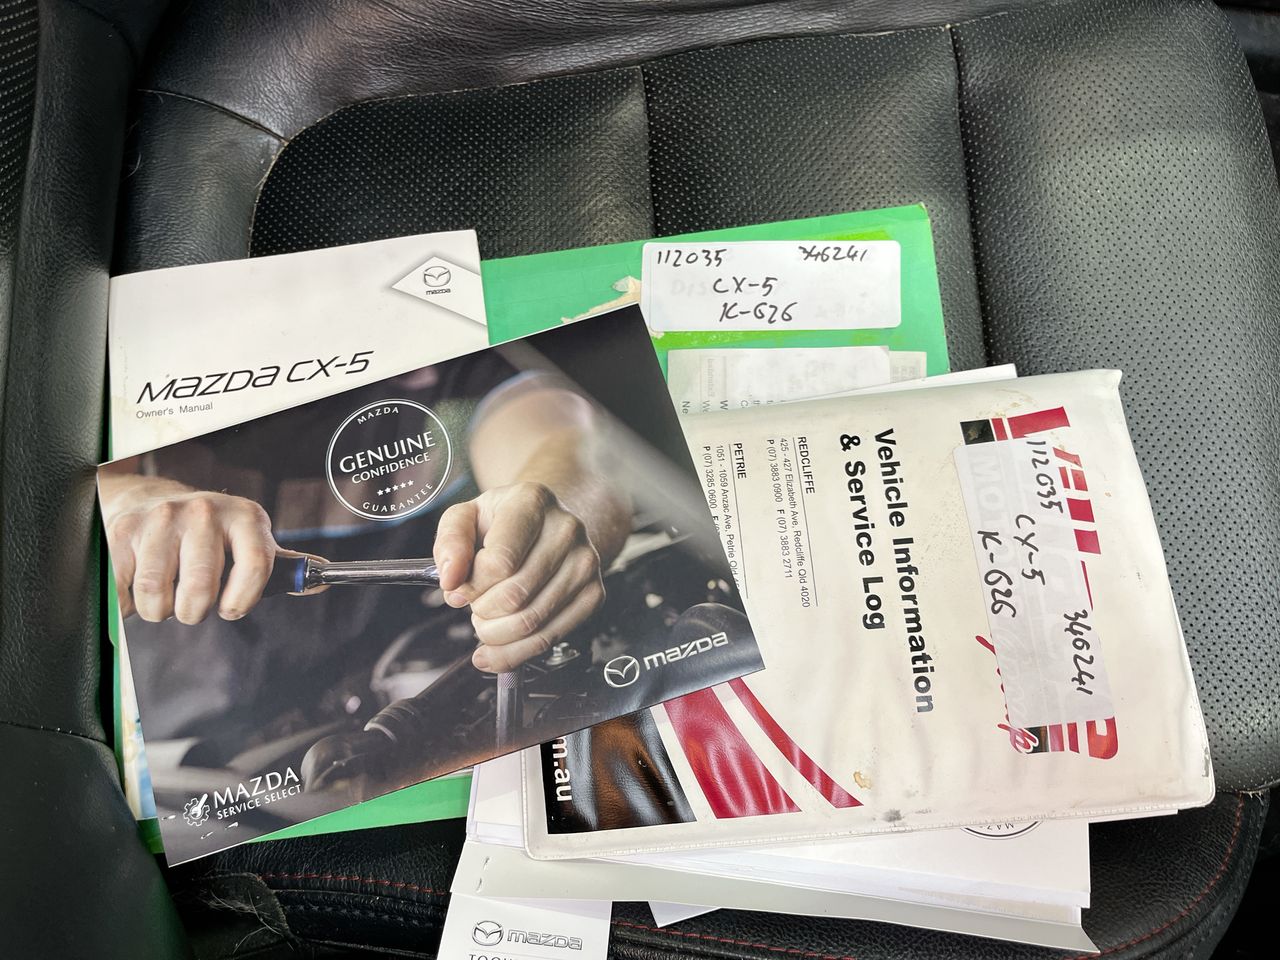 mazda
MAZDA CX-5
Owner's Manual
112035 346241
CX-5
K-626
MAZDA
GENUINE
CONFIDENCE
GUARANTEE
mazda
MAZDA
SERVICE SELECT
Vehicle Information
& Service Log
REDCLIFFE
425 - 427 Elizabeth Ave, Redcliffe Qld 4020
P (07) 3883 0900 F (07) 3883 2711
PETRIE
1051 - 1059 Anzac Ave, Petrie Qld
P (07) 3285 0600 F
112035 346241
CX-5
K-626
m.au
mazda